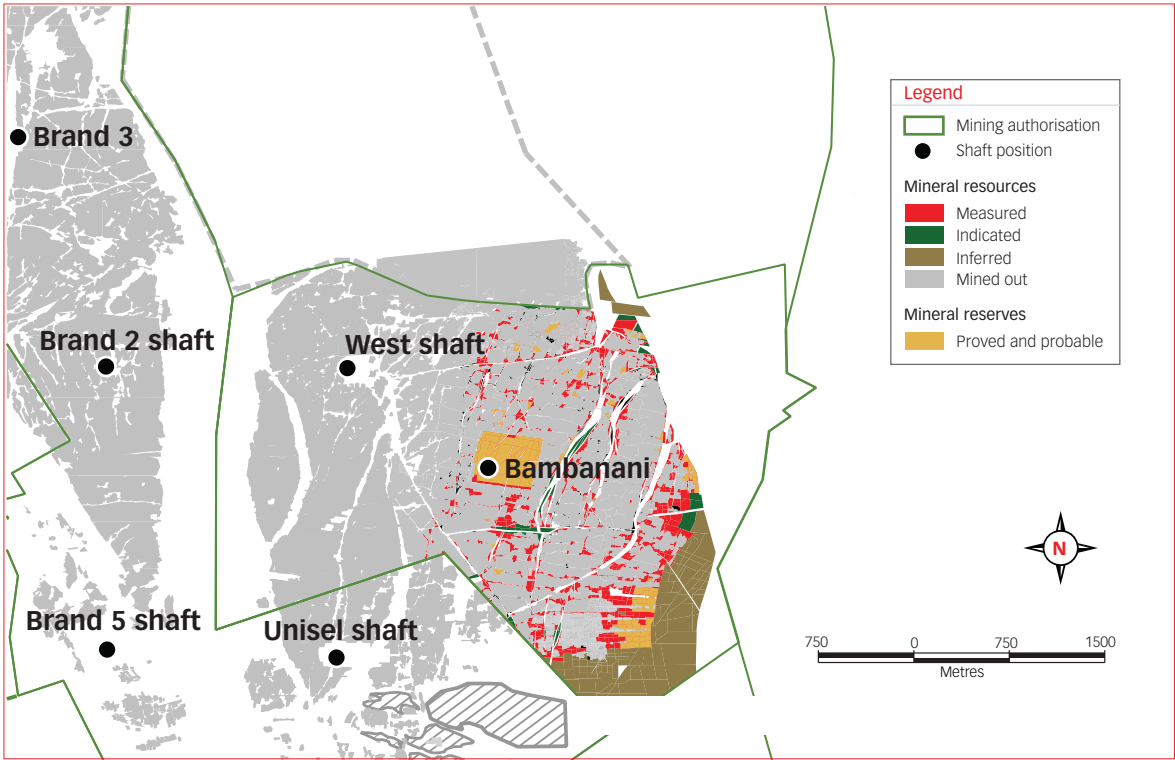 Legend
Mining authorisation
Shaft position
Mineral resources
Measured
Indicated
Inferred
Mined out
Mineral reserves
Proved and probable
Brand 3
Brand 2 shaft
West shaft
Bambanani
Brand 5 shaft
Unisel shaft
N
750 0 750 1500
Metres